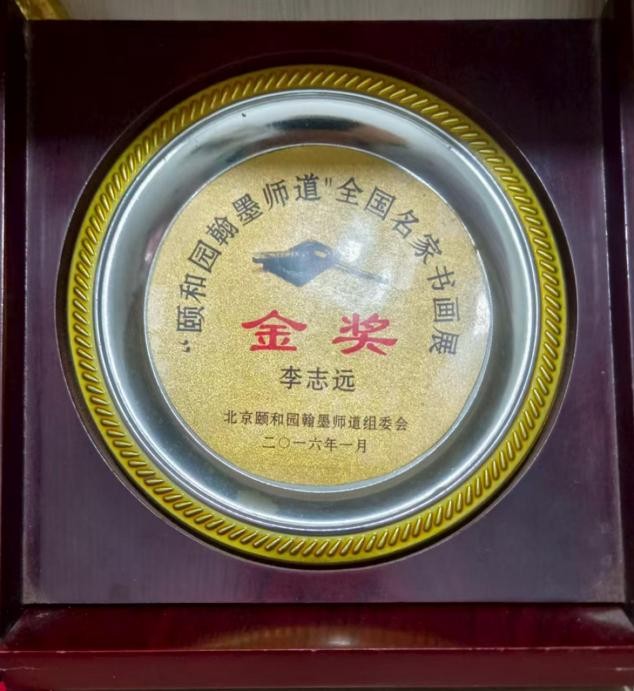 “颐和园翰墨师道"全国名家书画展
金奖
李志远
北京颐和园翰墨师道组委会
二〇一六年一月